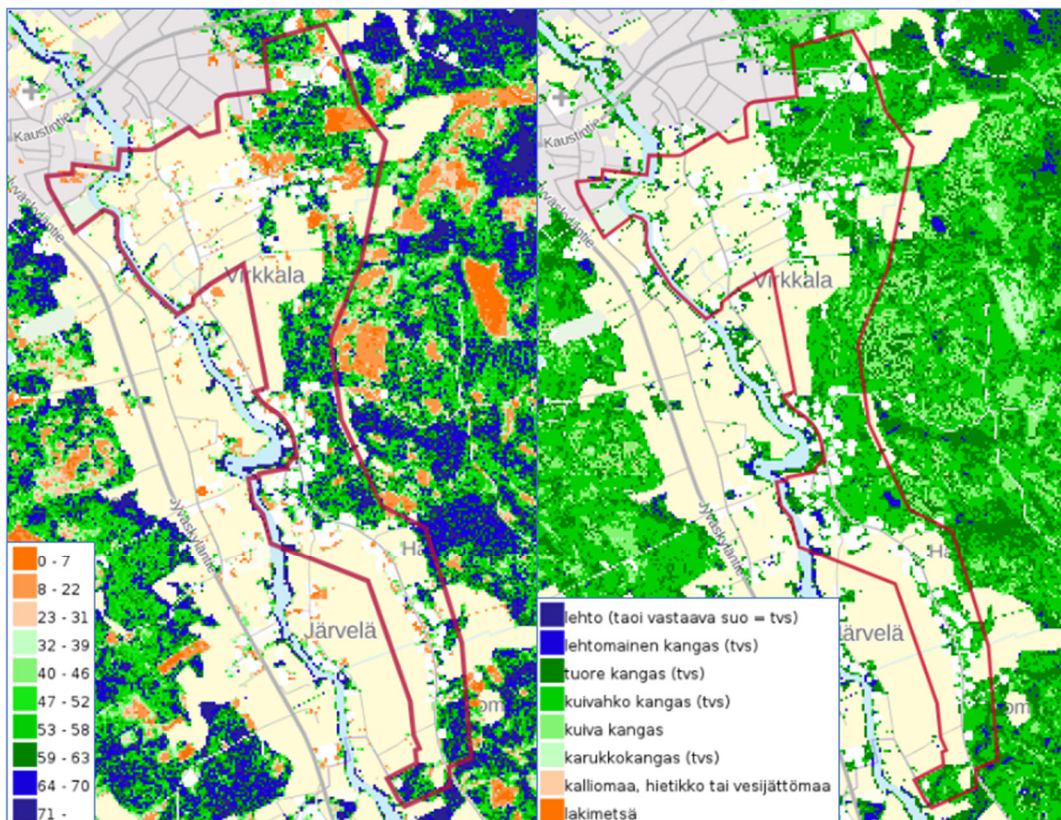 Kaustintie
Virkkala
Jyväskyläntie
Järvelä
0 - 7
8 - 22
23 - 31
32 - 39
40 - 46
47 - 52
53 - 58
59 - 63
64 - 70
71 -
Kaustintie
Virkkala
Järvelä
lehto (taoi vastaava suo = tvs)
lehtomainen kangas (tvs)
tuore kangas (tvs)
kuivahko kangas (tvs)
kuiva kangas
karukkokangas (tvs)
kalliomaa, hietikko tai vesijättömaa
lakimetsä